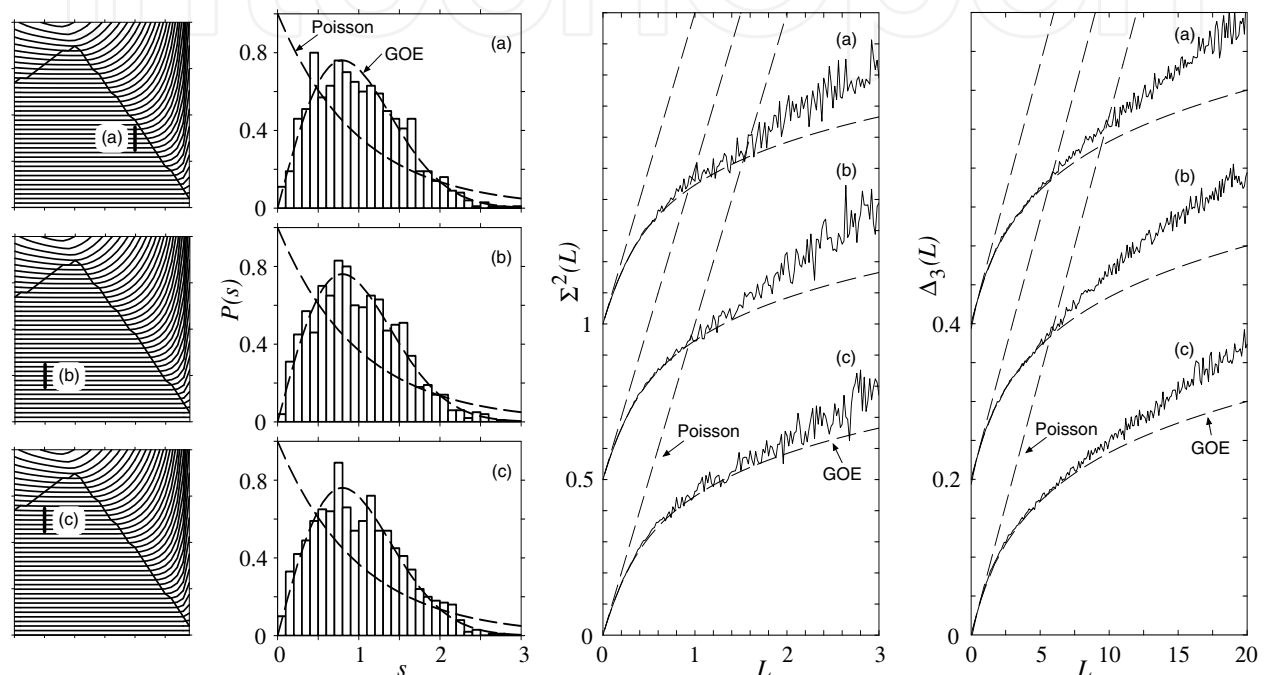 intechopen
(a)
(b)
(c)
P(s)
0.8
0.4
0
Poisson
GOE
(a)
0.8
0.4
0
(b)
0.8
0.4
0
(c)
0 1 2 3
s
Σ²(L)
1
0.5
0
(a)
(b)
(c)
Poisson
GOE
0 1 2 3
L
Δ₃(L)
0.4
0.2
0
(a)
(b)
(c)
Poisson
GOE
0 5 10 15 20
L